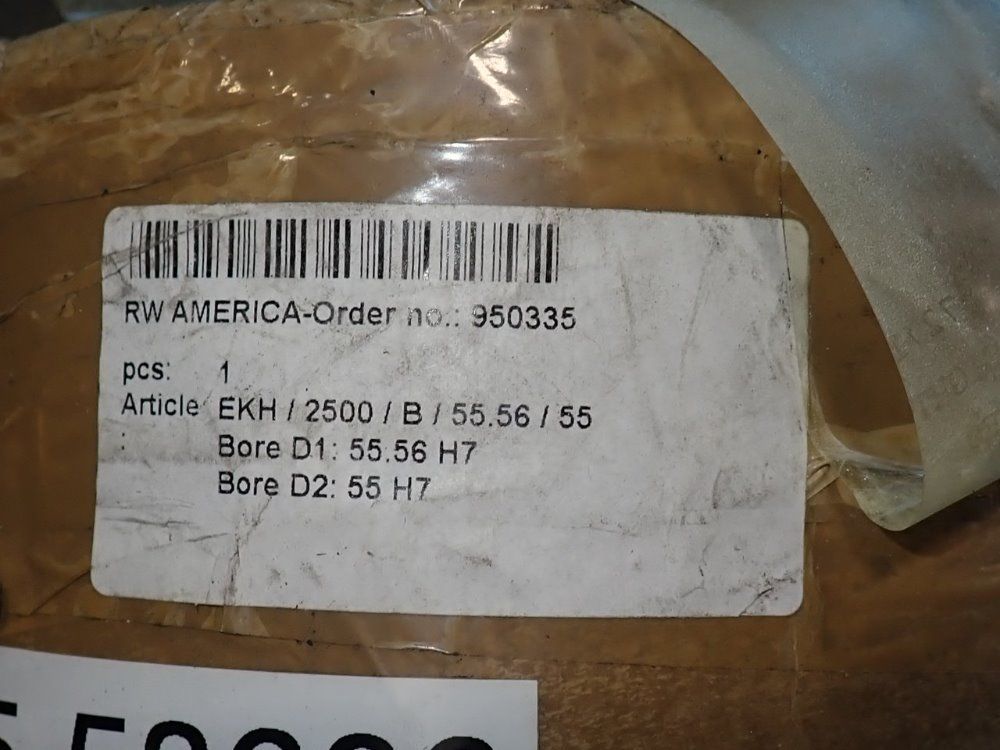 RW AMERICA-Order no.: 950335
pcs: 1
Article EKH / 2500 / B / 55.56 / 55
: Bore D1: 55.56 H7
Bore D2: 55 H7